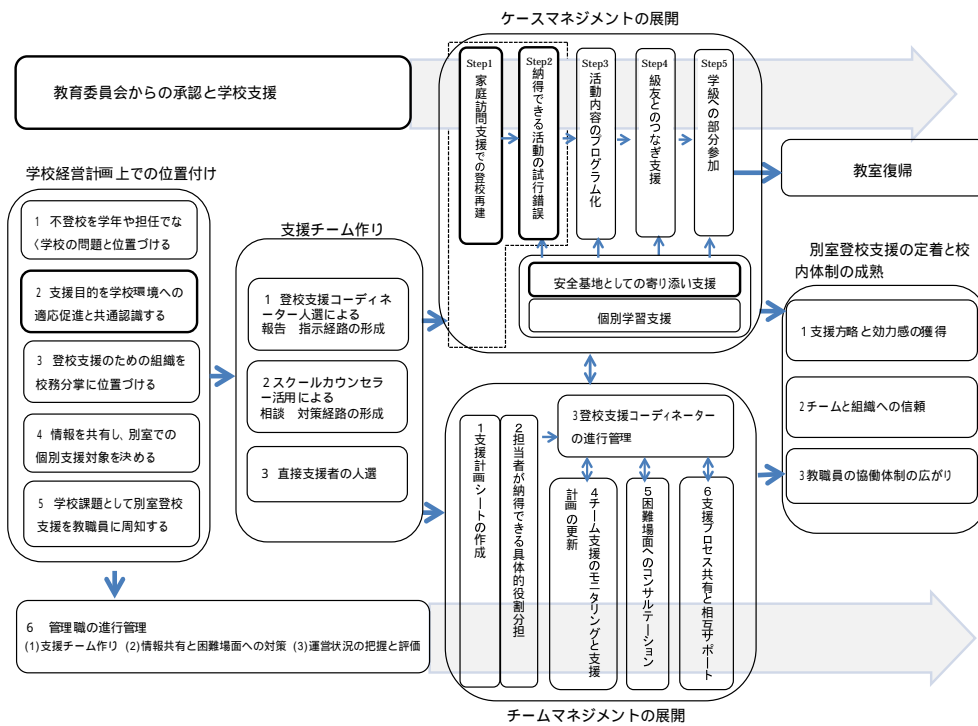 ケースマネジメントの展開
教育委員会からの承認と学校支援
Step1
家庭訪問支援での登校再建
Step2
納得できる活動の試行錯誤
Step3
活動内容のプログラム化
Step4
級友とのつなぎ支援
Step5
学級への部分参加
教室復帰
安全基地としての寄り添い支援
個別学習支援
学校経営計画上での位置付け
1 不登校を学年や担任でな
く学校の問題と位置づける
2 支援目的を学校環境への
適応促進と共通認識する
3 登校支援のための組織を
校務分掌に位置づける
4 情報を共有し、別室での
個別支援対象を決める
5 学校課題として別室登校
支援を教職員に周知する
支援チーム作り
1 登校支援コーディネ
ーター人選による
報告 指示経路の形成
2スクールカウンセラ
ー活用による
相談 対策経路の形成
3 直接支援者の人選
別室登校支援の定着と校
内体制の成熟
1支援方略と効力感の獲得
2チームと組織への信頼
3教職員の協働体制の広がり
1支援計画シートの作成
2担当者が納得できる具体的役割分担
3登校支援コーディネーター
の進行管理
4チーム支援のモニタリングと支援
計画の更新
5困難場面へのコンサルテーション
6支援プロセス共有と相互サポート
6 管理職の進行管理
(1)支援チーム作り (2)情報共有と困難場面への対策 (3)運営状況の把握と評価
チームマネジメントの展開